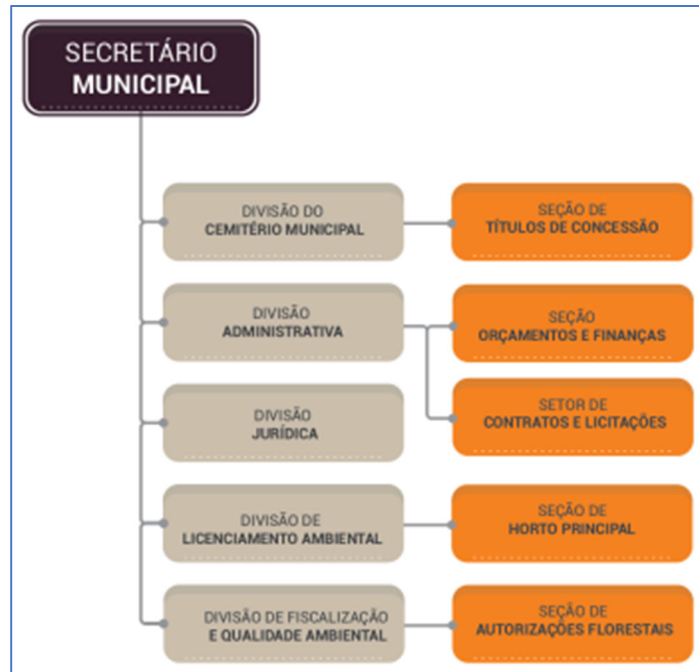 SECRETÁRIO
MUNICIPAL
DIVISÃO DO
CEMITÉRIO MUNICIPAL
SEÇÃO DE
TÍTULOS DE CONCESSÃO
DIVISÃO
ADMINISTRATIVA
SEÇÃO
ORÇAMENTOS E FINANÇAS
SETOR DE
CONTRATOS E LICITAÇÕES
DIVISÃO
JURÍDICA
DIVISÃO DE
LICENCIAMENTO AMBIENTAL
SEÇÃO DE
HORTO PRINCIPAL
DIVISÃO DE FISCALIZAÇÃO
E QUALIDADE AMBIENTAL
SEÇÃO DE
AUTORIZAÇÕES FLORESTAIS